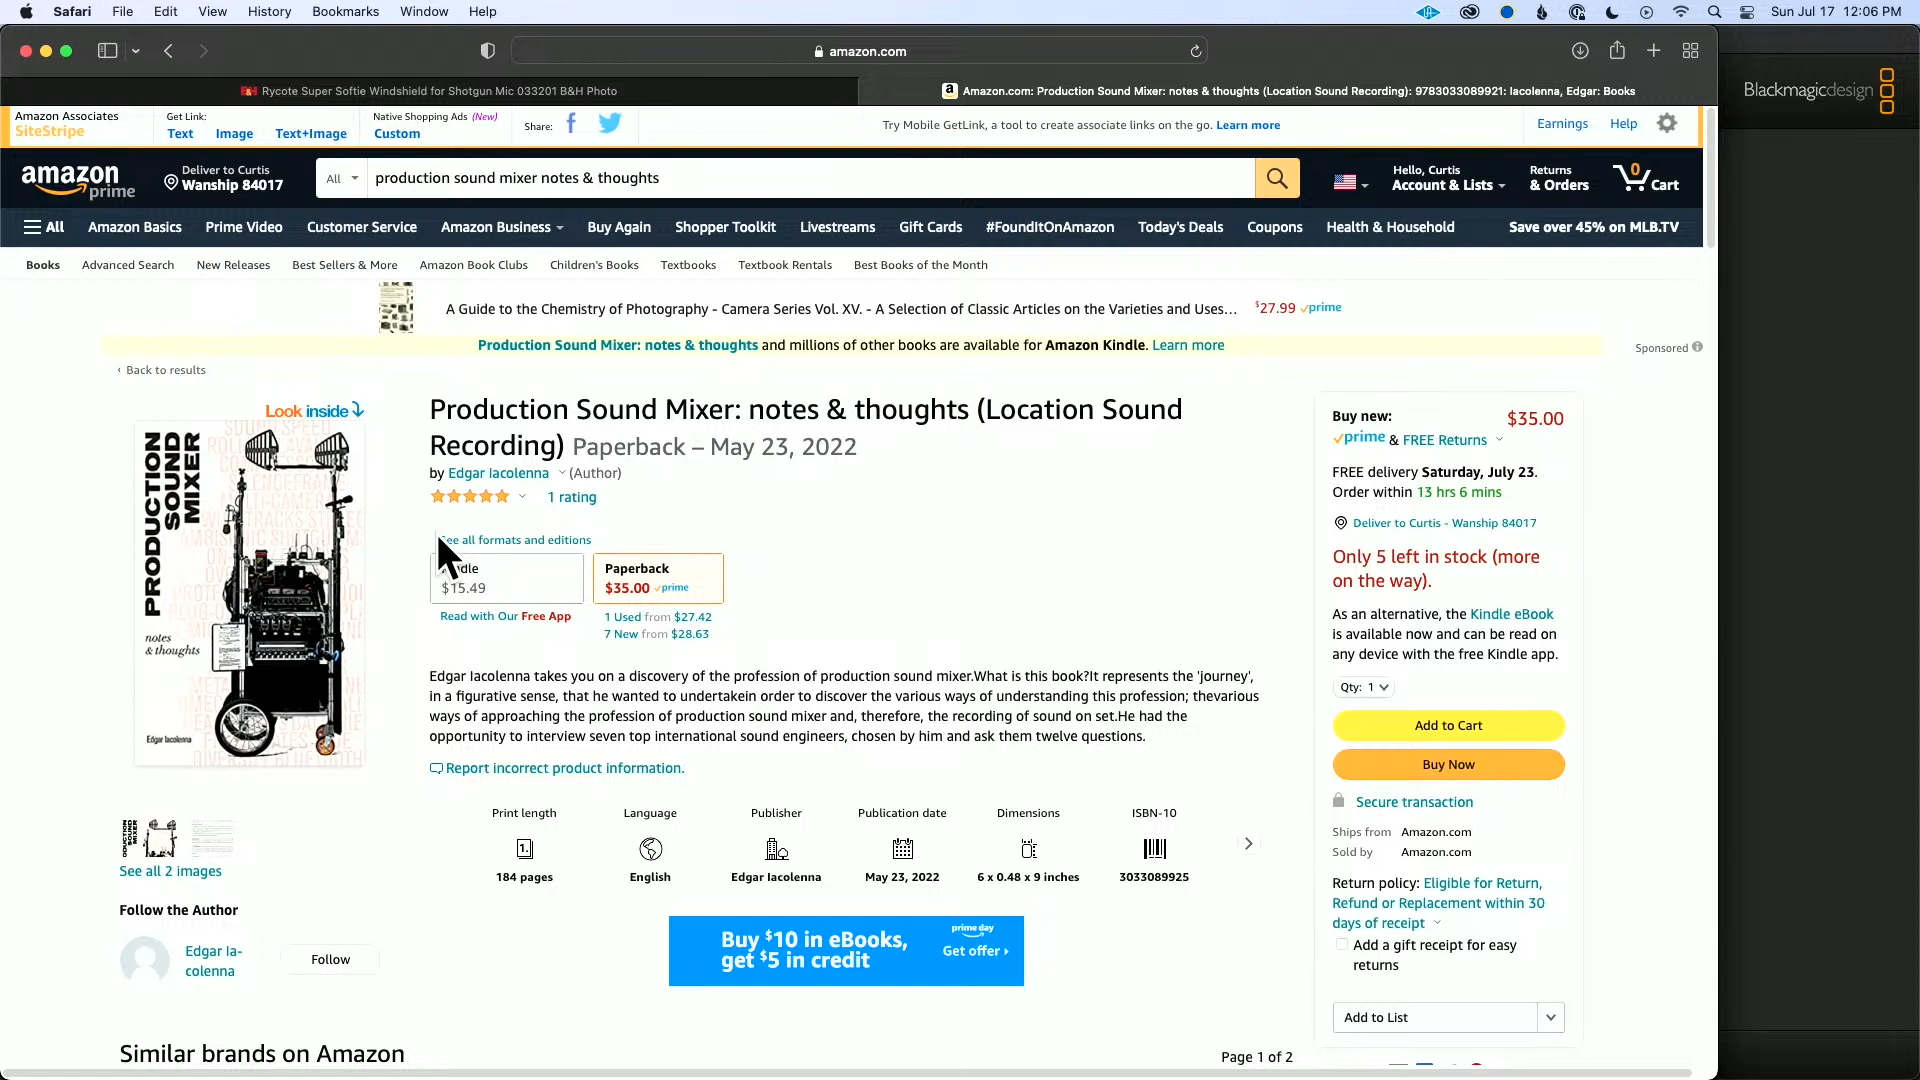 Safari File Edit View History Bookmarks Window Help Sun Jul 17 12:06 PM
amazon.com
Rycote Super Softie Windshield for Shotgun Mic 033201 B&H Photo
Amazon.com: Production Sound Mixer: notes & thoughts (Location Sound Recording): 9783033089921: Iacolenna, Edgar: Books
Blackmagicdesign
Amazon Associates
SiteStripe
Get Link:
Text Image Text+Image
Native Shopping Ads (New)
Custom
Share:
Try Mobile GetLink, a tool to create associate links on the go. Learn more
Earnings Help
amazon
prime
Deliver to Curtis
Wanship 84017
All
production sound mixer notes & thoughts
Hello, Curtis
Account & Lists
Returns
& Orders
0
Cart
All Amazon Basics Prime Video Customer Service Amazon Business Buy Again Shopper Toolkit Livestreams Gift Cards #FoundItOnAmazon Today's Deals Coupons Health & Household Save over 45% on MLB.TV
Books Advanced Search New Releases Best Sellers & More Amazon Book Clubs Children's Books Textbooks Textbook Rentals Best Books of the Month
A Guide to the Chemistry of Photography - Camera Series Vol. XV. - A Selection of Classic Articles on the Varieties and Uses… $27.99 prime
Production Sound Mixer: notes & thoughts and millions of other books are available for Amazon Kindle. Learn more
Sponsored
‹ Back to results
Look inside
PRODUCTION
SOUND
MIXER
notes
& thoughts
Edgar Iacolenna
See all 2 images
Follow the Author
Edgar Ia-
colenna
Follow
Production Sound Mixer: notes & thoughts (Location Sound
Recording) Paperback – May 23, 2022
by Edgar Iacolenna (Author)
1 rating
See all formats and editions
$15.49
Read with Our Free App
Paperback
$35.00 prime
1 Used from $27.42
7 New from $28.63
Edgar Iacolenna takes you on a discovery of the profession of production sound mixer.What is this book?It represents the 'journey',
in a figurative sense, that he wanted to undertakein order to discover the various ways of understanding this profession; thevarious
ways of approaching the profession of production sound mixer and, therefore, the recording of sound on set.He had the
opportunity to interview seven top international sound engineers, chosen by him and ask them twelve questions.
Report incorrect product information.
Print length Language Publisher Publication date Dimensions ISBN-10
184 pages English Edgar Iacolenna May 23, 2022 6 x 0.48 x 9 inches 3033089925
Buy $10 in eBooks,
get $5 in credit
prime day
Get offer
Buy new: $35.00
prime & FREE Returns
FREE delivery Saturday, July 23.
Order within 13 hrs 6 mins
Deliver to Curtis - Wanship 84017
Only 5 left in stock (more
on the way).
As an alternative, the Kindle eBook
is available now and can be read on
any device with the free Kindle app.
Qty: 1
Add to Cart
Buy Now
Secure transaction
Ships from Amazon.com
Sold by Amazon.com
Return policy: Eligible for Return,
Refund or Replacement within 30
days of receipt
Add a gift receipt for easy
returns
Add to List
Similar brands on Amazon
Page 1 of 2